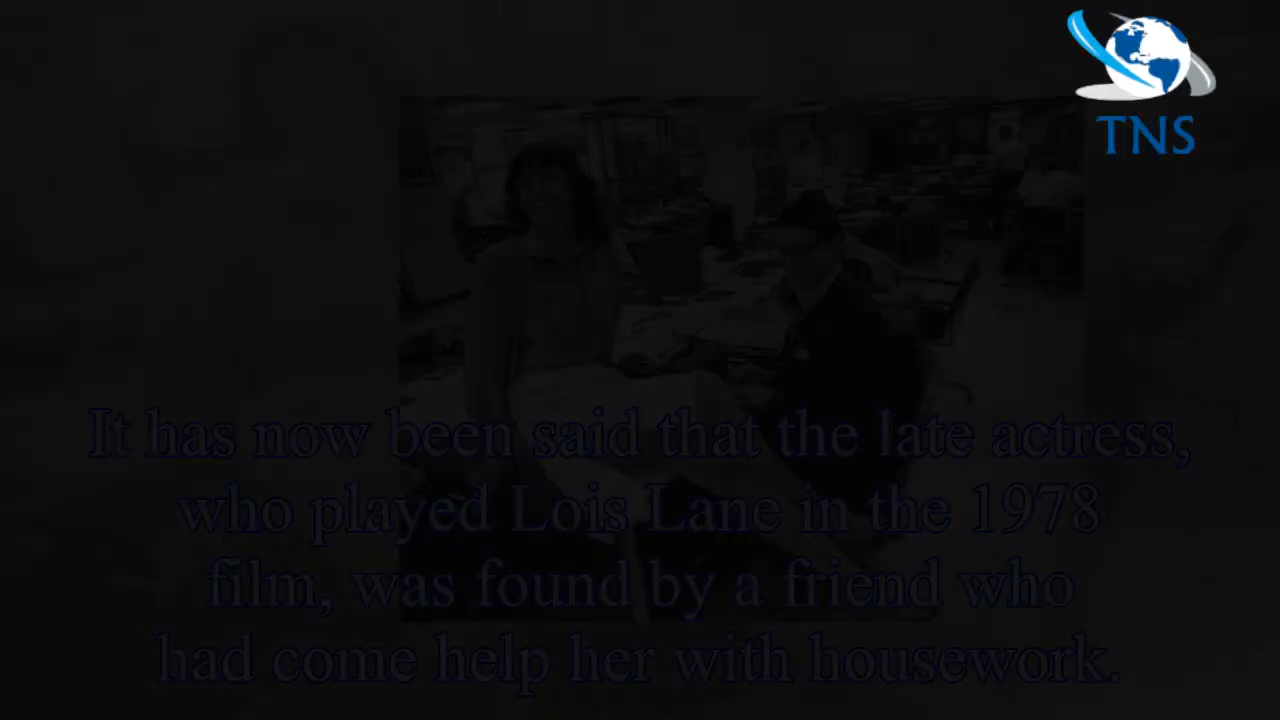 TNS
It has now been said that the late actress,
who played Lois Lane in the 1978
film, was found by a friend who
had come help her with housework.